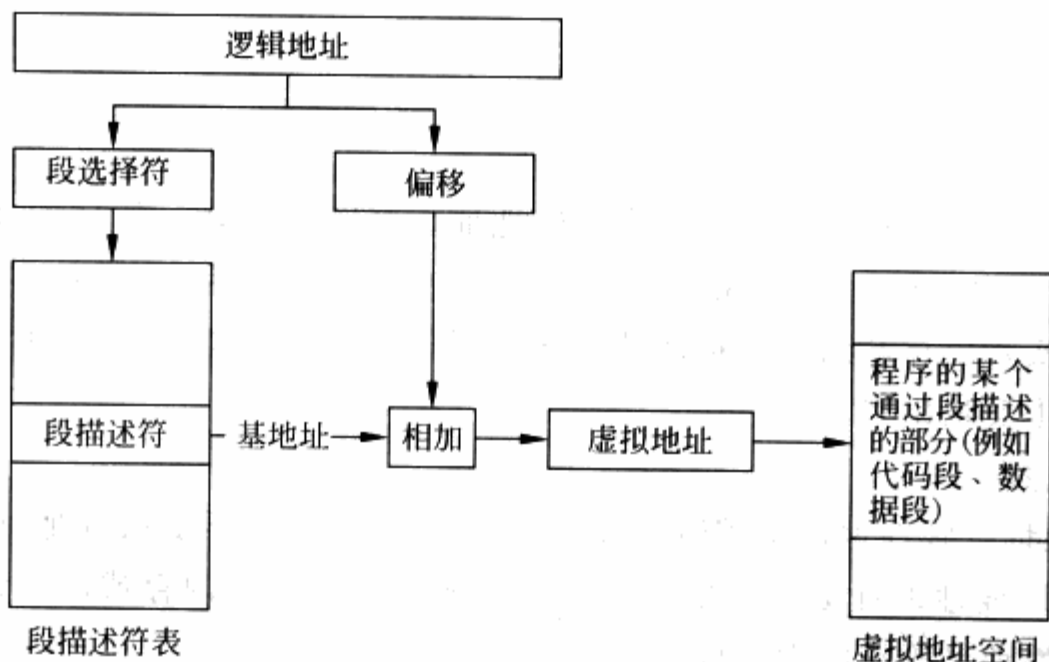 逻辑地址
段选择符
偏移
段描述符
基地址
相加
虚拟地址
程序的某个
通过段描述
的部分(例如
代码段、数
据段)
段描述符表
虚拟地址空间